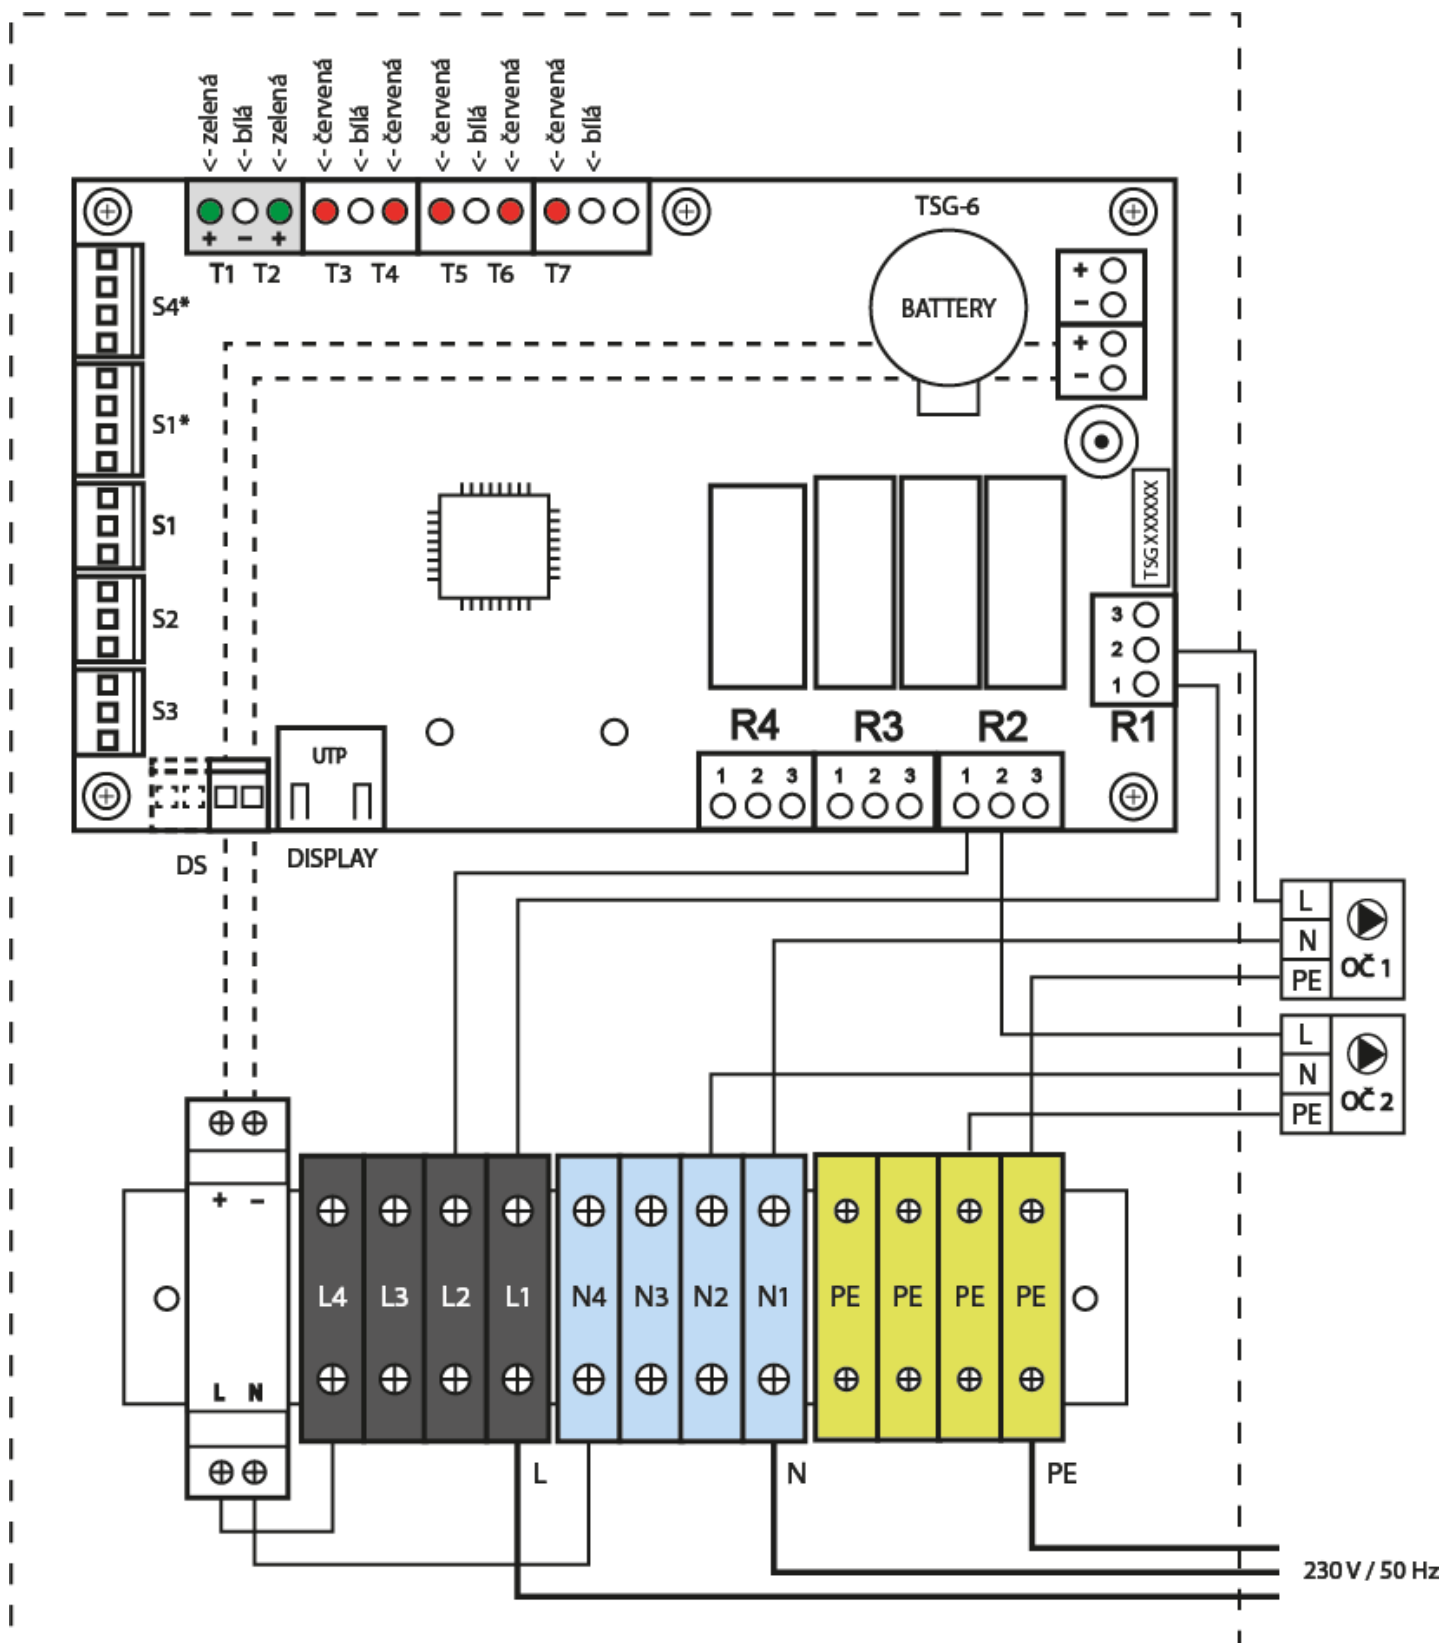 <- zelená <- bílá <- zelená <- červená <- bílá <- červená <- červená <- bílá <- červená <- červená <- bílá
TSG-6
+ − +
T1 T2 T3 T4 T5 T6 T7
BATTERY
+
−
+
−
S4*
S1*
S1
S2
S3
TSGXXXXXX
3
2
1
R4 R3 R2 R1
UTP
1 2 3 1 2 3 1 2 3
DS DISPLAY
L
N
PE
OČ 1
L
N
PE
OČ 2
+ −
L4 L3 L2 L1 N4 N3 N2 N1 PE PE PE PE
L N
L N PE
230 V / 50 Hz